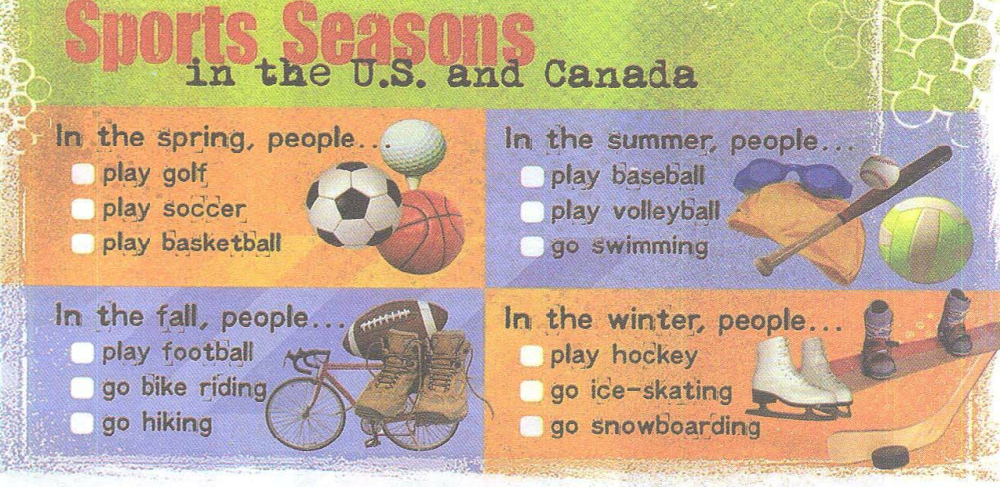 Sports Seasons
in the U.S. and Canada
In the spring, people...
play golf
play soccer
play basketball
In the summer, people...
play baseball
play volleyball
go swimming
In the fall, people...
play football
go bike riding
go hiking
In the winter, people...
play hockey
go ice-skating
go snowboarding